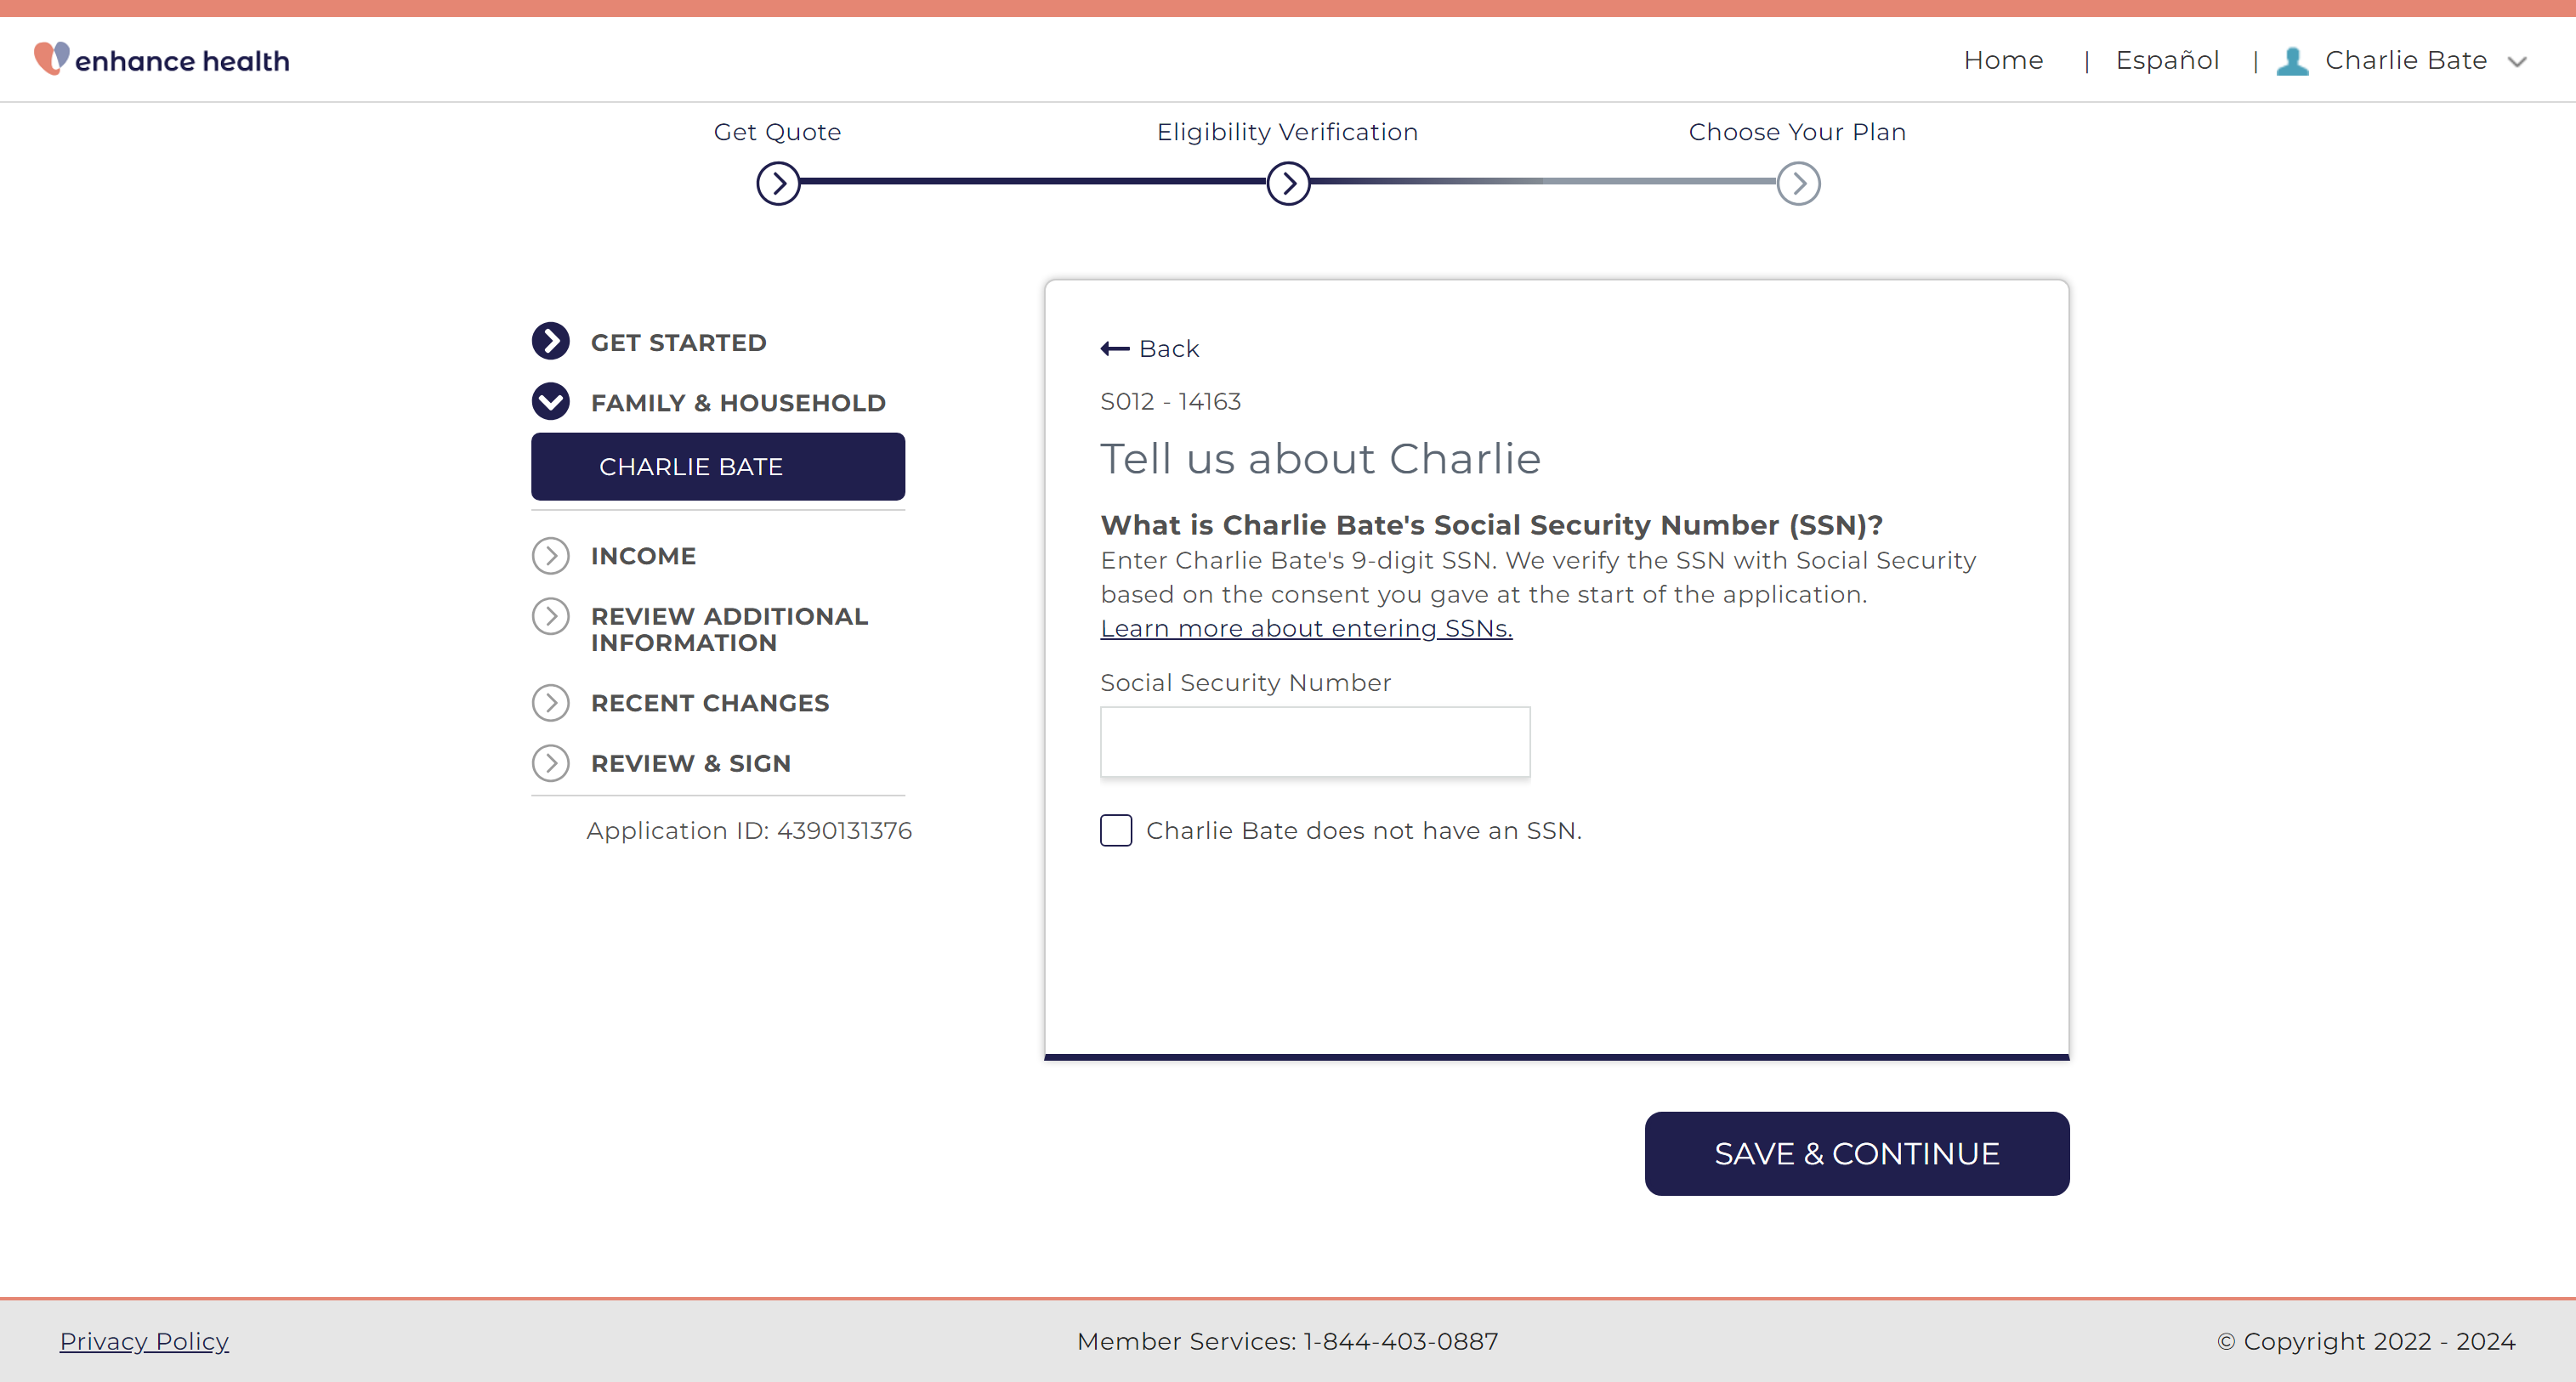 enhance health
Home | Español | Charlie Bate
Get Quote
Eligibility Verification
Choose Your Plan
GET STARTED
FAMILY & HOUSEHOLD
CHARLIE BATE
INCOME
REVIEW ADDITIONAL
INFORMATION
RECENT CHANGES
REVIEW & SIGN
Application ID: 4390131376
Back
S012 - 14163
Tell us about Charlie
What is Charlie Bate's Social Security Number (SSN)?
Enter Charlie Bate's 9-digit SSN. We verify the SSN with Social Security
based on the consent you gave at the start of the application.
Learn more about entering SSNs.
Social Security Number
Charlie Bate does not have an SSN.
SAVE & CONTINUE
Privacy Policy
Member Services: 1-844-403-0887
© Copyright 2022 - 2024